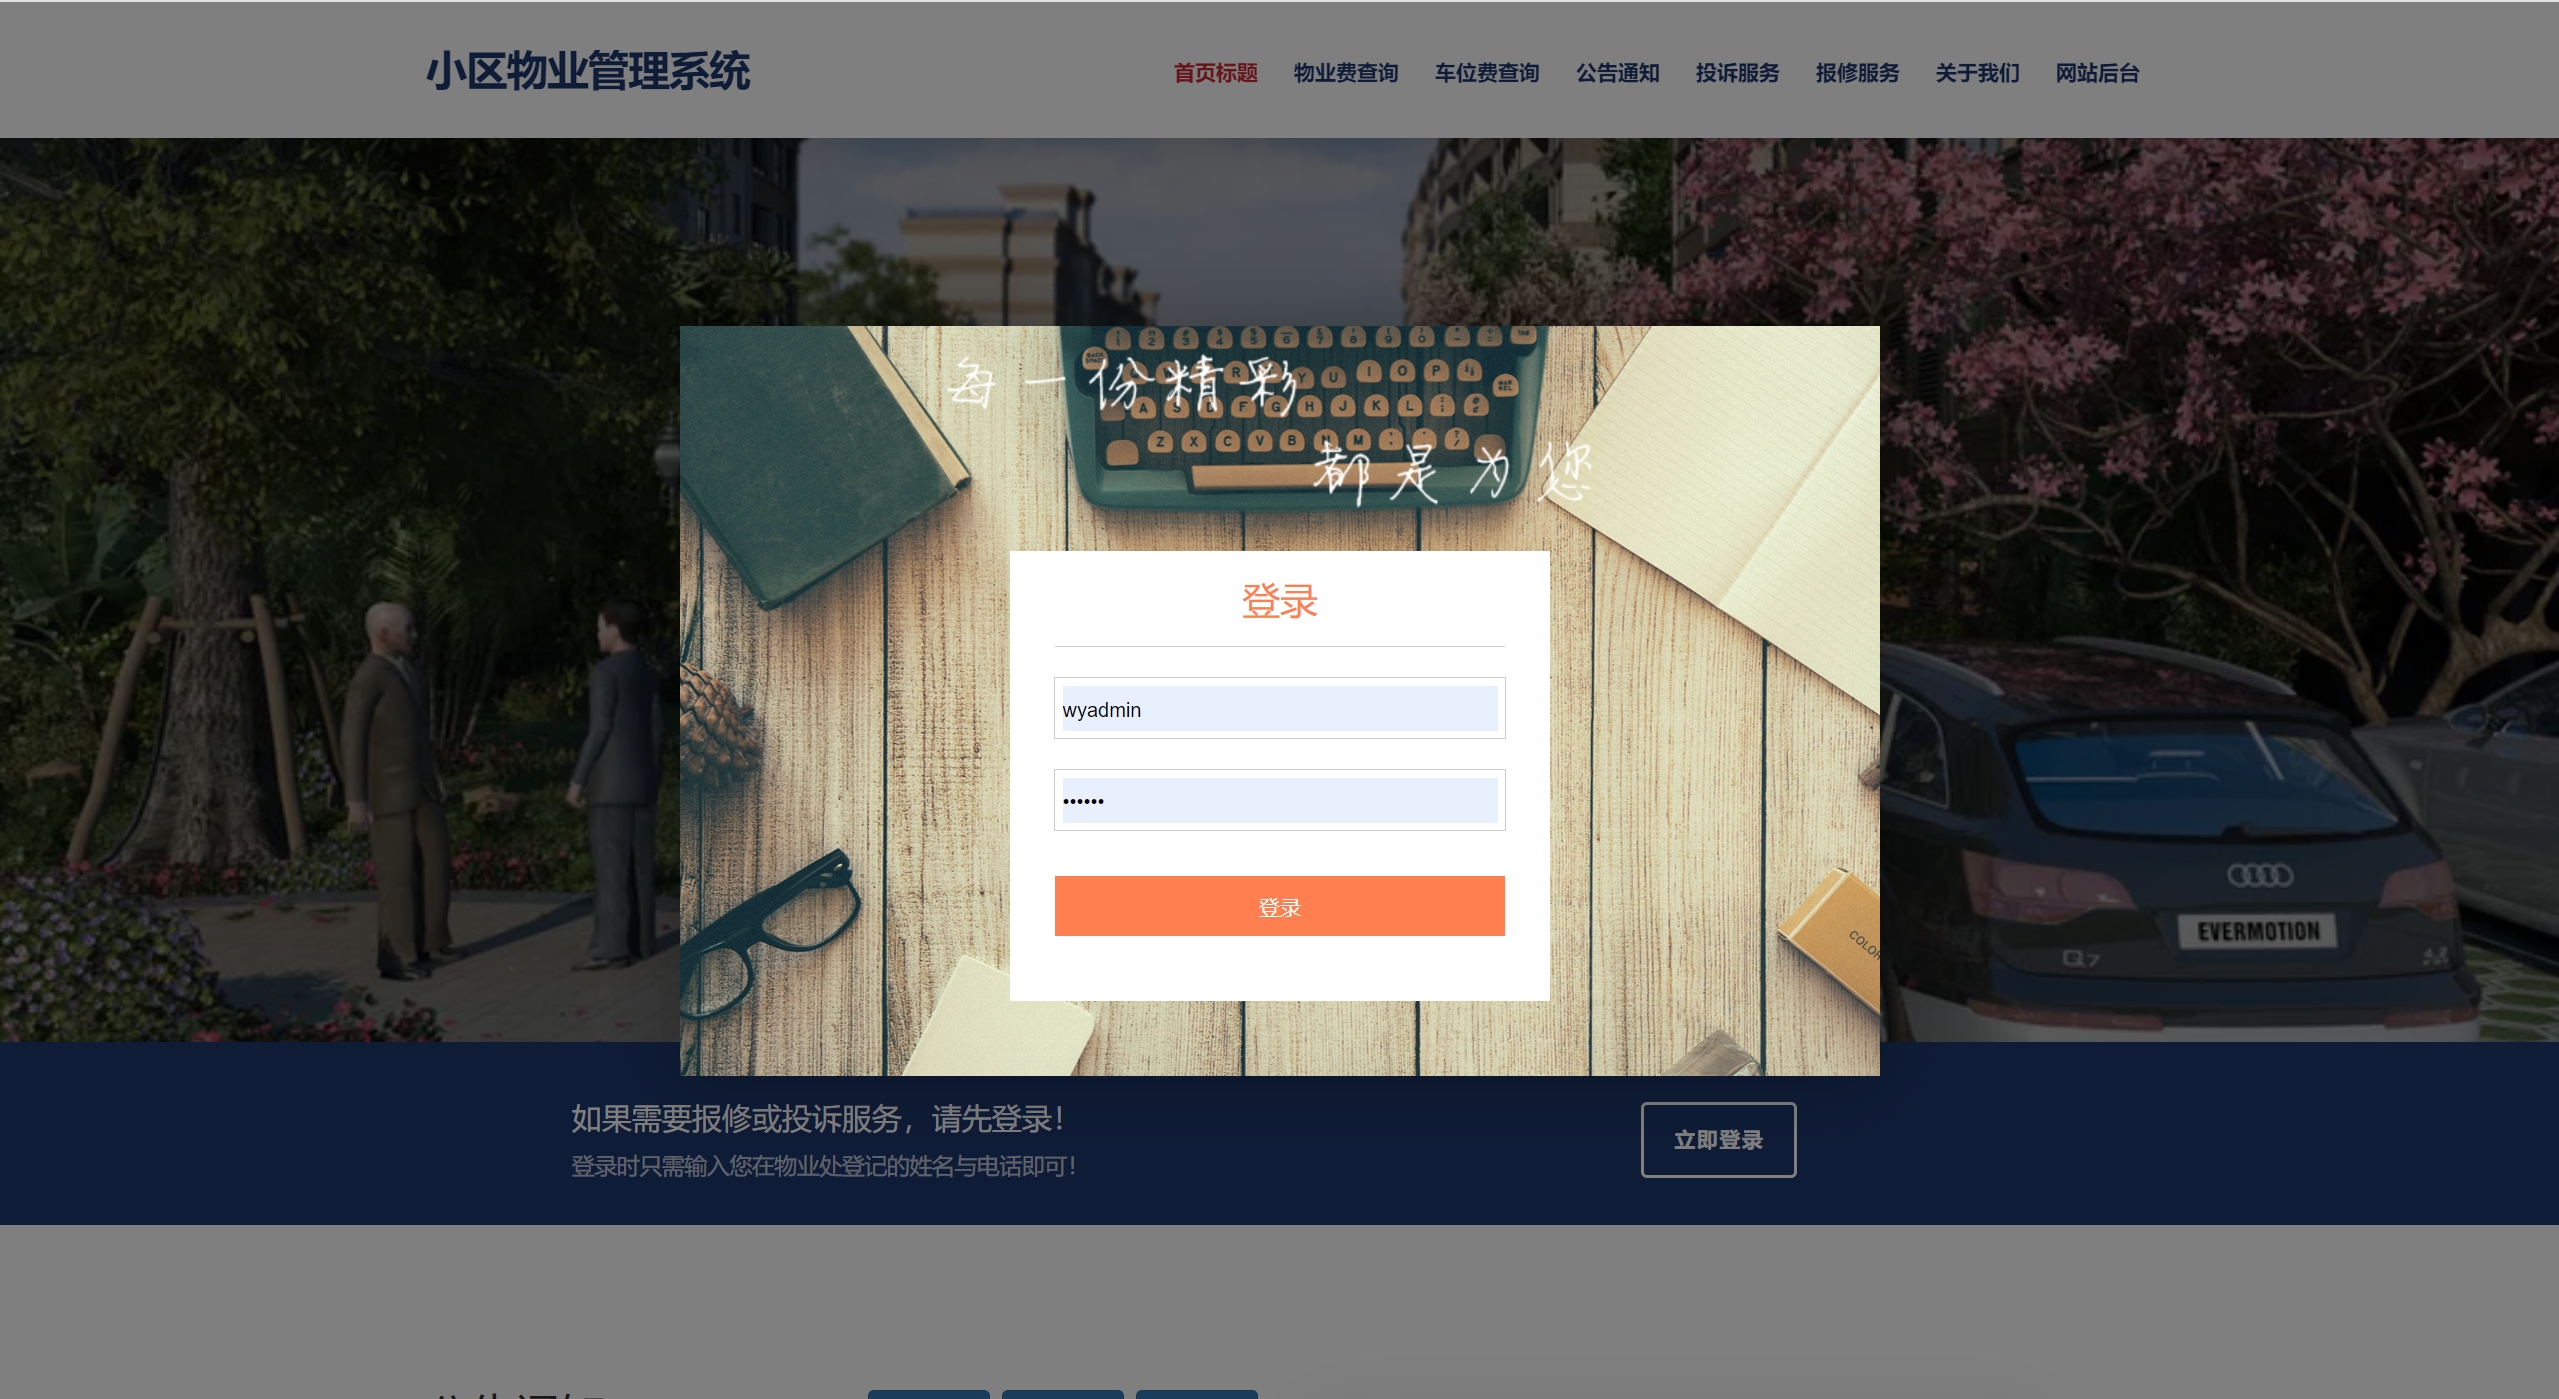 小区物业管理系统
首页标题 物业费查询 车位费查询 公告通知 投诉服务 报修服务 关于我们 网站后台
每一份精彩
都是为您
登录
wyadmin
••••••
登录
COLOR
EVERMOTION
Q7
如果需要报修或投诉服务，请先登录！
登录时只需输入您在物业处登记的姓名与电话即可！
立即登录